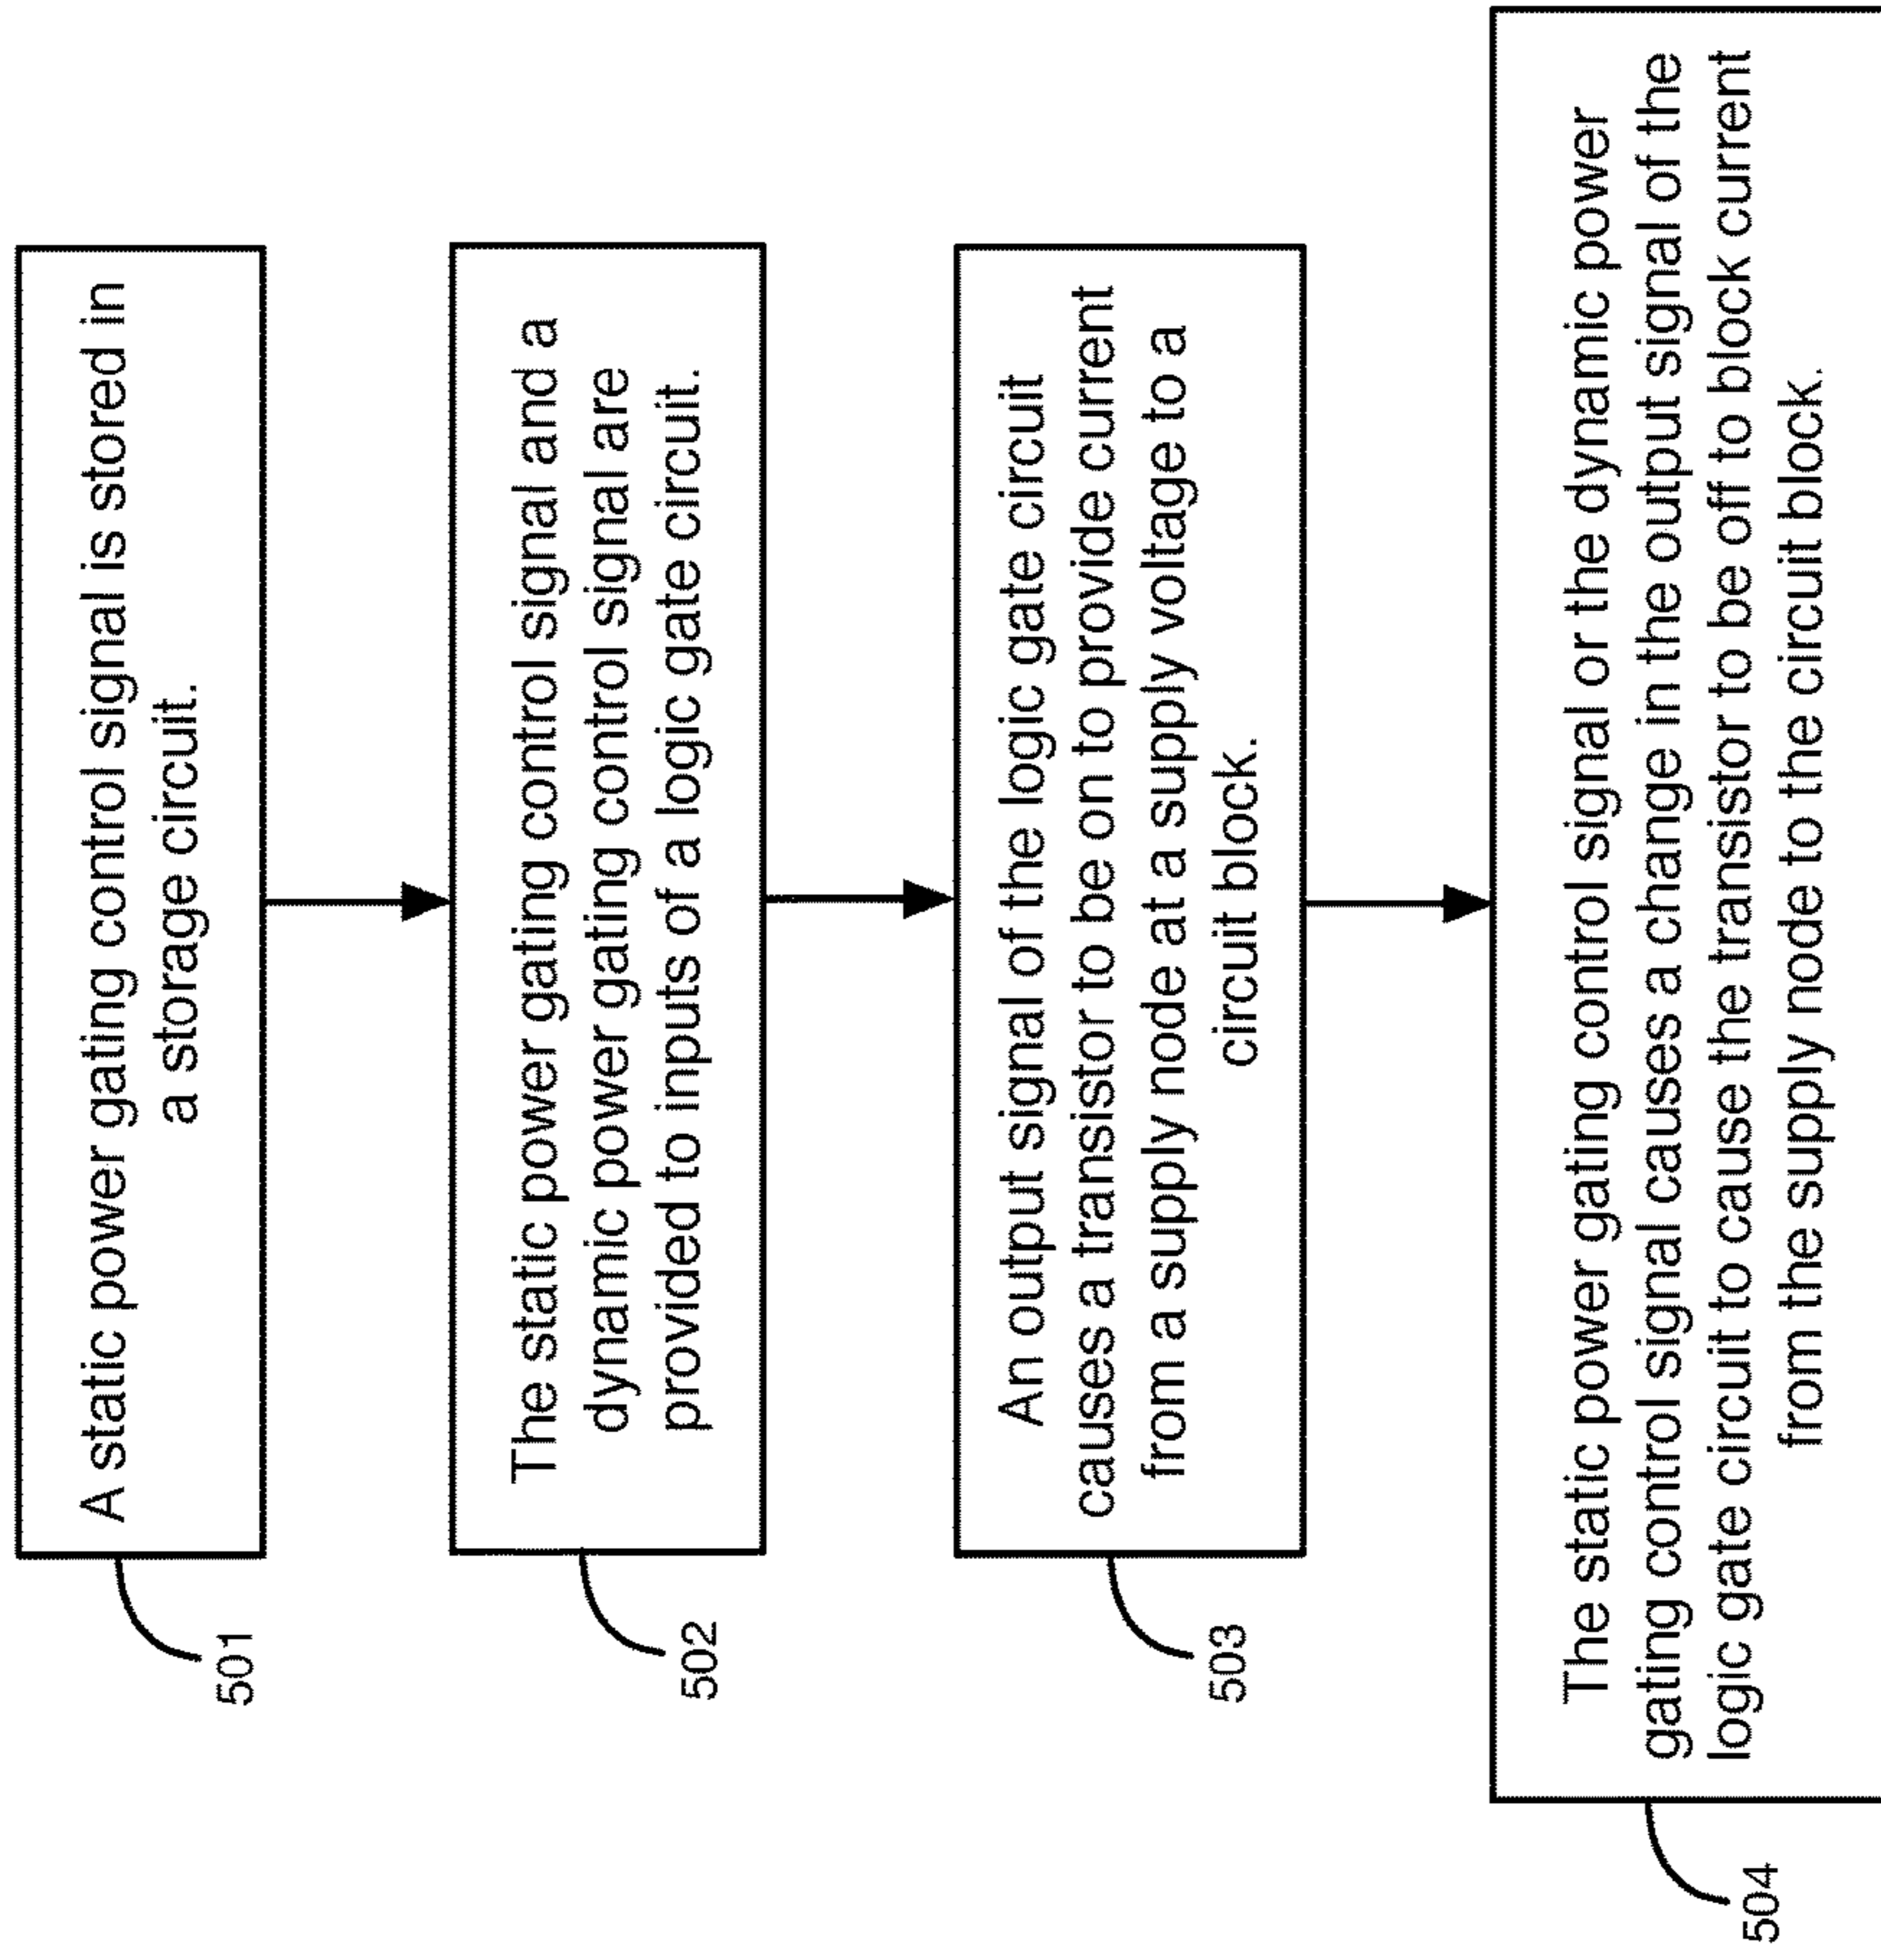 A static power gating control signal is stored in
a storage circuit.
501
The static power gating control signal and a
dynamic power gating control signal are
provided to inputs of a logic gate circuit.
502
An output signal of the logic gate circuit
causes a transistor to be on to provide current
from a supply node at a supply voltage to a
circuit block.
503
The static power gating control signal or the dynamic power
gating control signal causes a change in the output signal of the
logic gate circuit to cause the transistor to be off to block current
from the supply node to the circuit block.
504